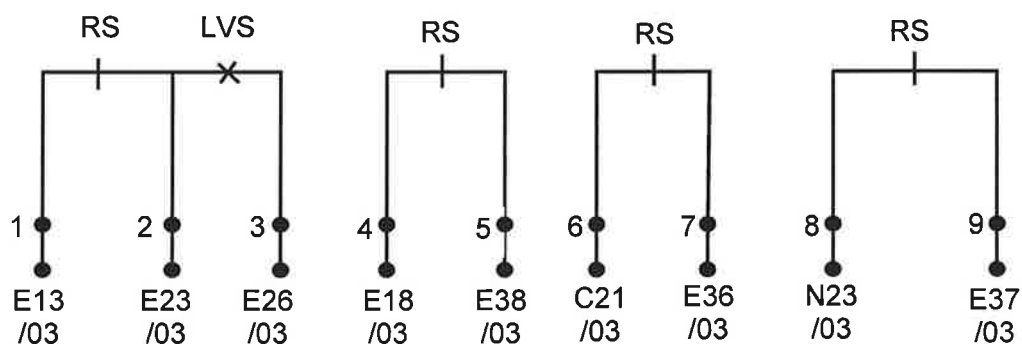 RS LVS RS RS RS
1 2 3 4 5 6 7 8 9
E13 E23 E26 E18 E38 C21 E36 N23 E37
/03 /03 /03 /03 /03 /03 /03 /03 /03